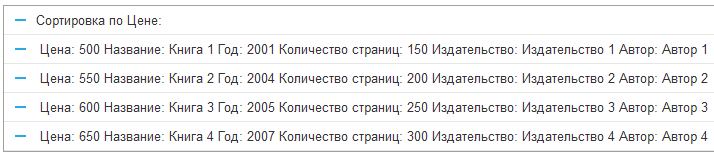 Сортировка по Цене:
Цена: 500 Название: Книга 1 Год: 2001 Количество страниц: 150 Издательство: Издательство 1 Автор: Автор 1
Цена: 550 Название: Книга 2 Год: 2004 Количество страниц: 200 Издательство: Издательство 2 Автор: Автор 2
Цена: 600 Название: Книга 3 Год: 2005 Количество страниц: 250 Издательство: Издательство 3 Автор: Автор 3
Цена: 650 Название: Книга 4 Год: 2007 Количество страниц: 300 Издательство: Издательство 4 Автор: Автор 4